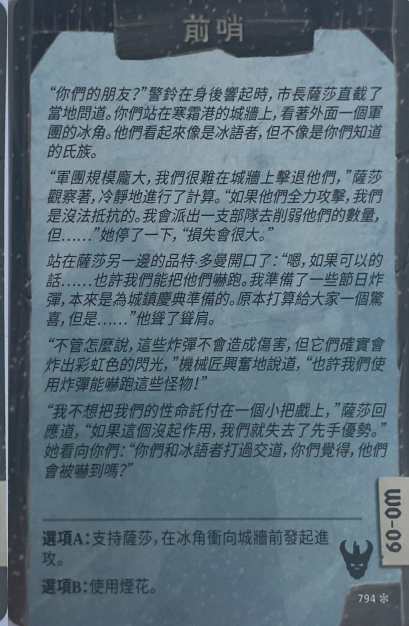 前哨
“你們的朋友？”警鈴在身後響起時，市長薩莎直截了
當地問道。你們站在寒霜港的城牆上，看著外面一個軍
團的冰角。他們看起來像是冰語者，但不像是你們知道
的氏族。
“軍團規模龐大，我們很難在城牆上擊退他們，”薩莎
觀察著，冷靜地進行了計算。“如果他們全力攻擊，我們
是沒法抵抗的。我會派出一支部隊去削弱他們的數量，
但……”她停了一下，“損失會很大。”
站在薩莎另一邊的品特·多曼開口了：“嗯，如果可以的
話……也許我們能把他們嚇跑。我準備了一些節日炸
彈，本來是為城鎮慶典準備的。原本打算給大家一個驚
喜，但是……”他聳了聳肩。
“不管怎麼說，這些炸彈不會造成傷害，但它們確實會
炸出彩虹色的閃光，”機械匠興奮地說道，“也許我們使
用炸彈能嚇跑這些怪物！”
“我不想把我們的性命託付在一個小把戲上，”薩莎回
應道，“如果這個沒起作用，我們就失去了先手優勢。”
她看向你們：“你們和冰語者打過交道，你們覺得，他們
會被嚇到嗎？”
選項A：支持薩莎，在冰角衝向城牆前發起進
攻。
選項B：使用煙花。
WO-09
794